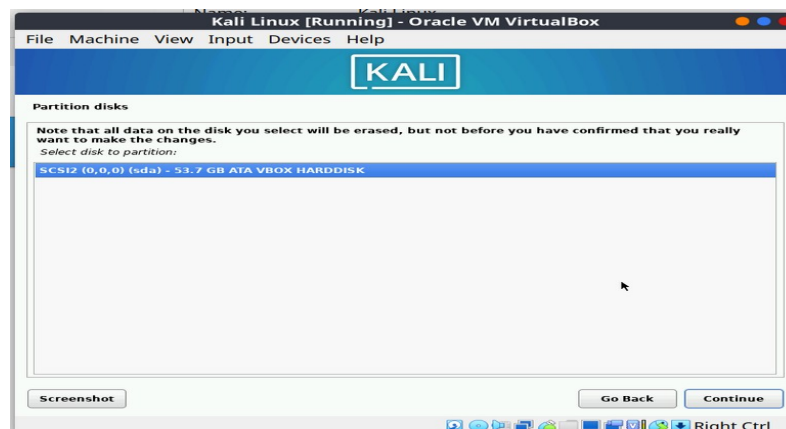 Kali Linux [Running] - Oracle VM VirtualBox
File Machine View Input Devices Help
KALI
Partition disks
Note that all data on the disk you select will be erased, but not before you have confirmed that you really
want to make the changes.
Select disk to partition:
SCSI2 (0,0,0) (sda) - 53.7 GB ATA VBOX HARDDISK
Screenshot
Go Back
Continue
Right Ctrl